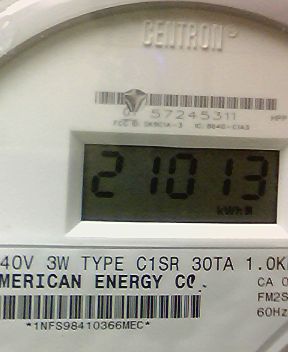 CENTRON
57245311
21013
kWh
40V 3W TYPE C1SR 30TA 1.0K
MERICAN ENERGY CO.
CA
FM2S
60Hz
*1NFS98410366MEC*